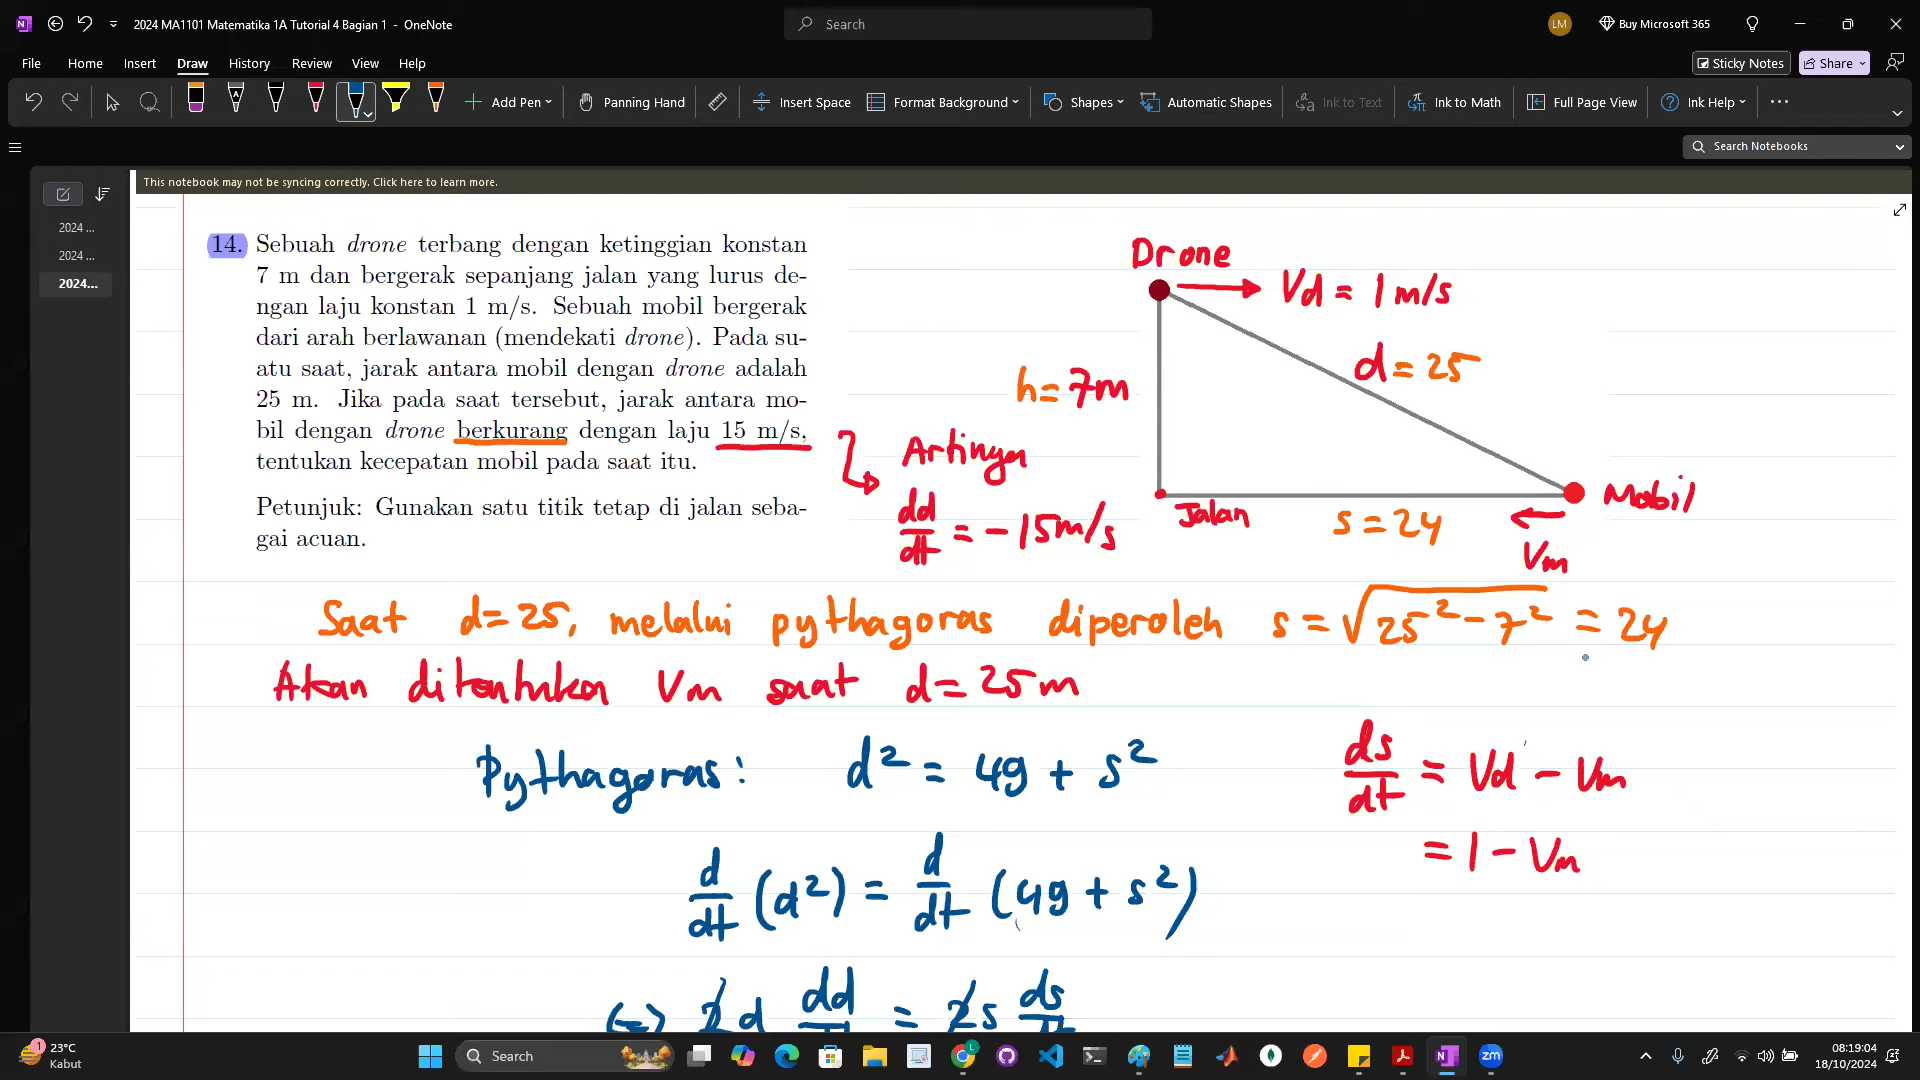 2024 MA1101 Matematika 1A Tutorial 4 Bagian 1 - OneNote
Search
LM
Buy Microsoft 365
File Home Insert Draw History Review View Help
Sticky Notes
Share
Add Pen
Panning Hand
Insert Space
Format Background
Shapes
Automatic Shapes
Ink to Text
Ink to Math
Full Page View
Ink Help
Search Notebooks
This notebook may not be syncing correctly. Click here to learn more.
2024 ...
2024 ...
2024...
14. Sebuah drone terbang dengan ketinggian konstan
7 m dan bergerak sepanjang jalan yang lurus de-
ngan laju konstan 1 m/s. Sebuah mobil bergerak
dari arah berlawanan (mendekati drone). Pada su-
atu saat, jarak antara mobil dengan drone adalah
25 m. Jika pada saat tersebut, jarak antara mo-
bil dengan drone berkurang dengan laju 15 m/s,
tentukan kecepatan mobil pada saat itu.
Petunjuk: Gunakan satu titik tetap di jalan seba-
gai acuan.
Artinya
dd/dt = -15m/s
Drone
Vd = 1 m/s
d = 25
h = 7m
Jalan
s = 24
Mobil
Vm
Saat d = 25, melalui pythagoras diperoleh s = √25² - 7² = 24
Akan ditentukan Vm saat d = 25 m
Pythagoras: d² = 49 + s²
ds/dt = Vd - Vm
= 1 - Vm
d/dt (d²) = d/dt (49 + s²)
<-> 2 d dd/dt = 2 s ds/dt
23°C
Kabut
Search
08:19:04
18/10/2024